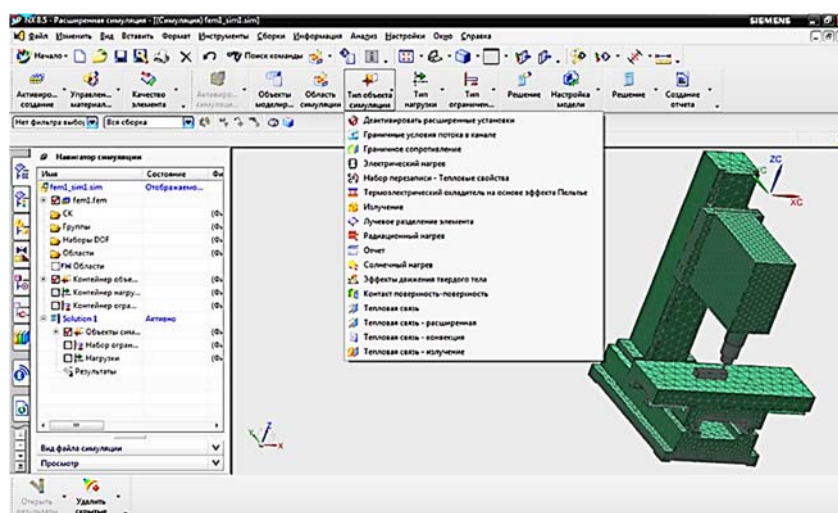 NX 8.5 - Расширенная симуляция - [(Симуляция) fem1_sim1.sim]
SIEMENS
Файл Изменить Вид Вставить Формат Инструменты Сборки Информация Анализ Настройки Окно Справка
Начало Поиск команды
Активиро... создание
Управлен... материал...
Качество элемента
Активиро... симуляци...
Объекты моделир...
Область симуляции
Тип объекта симуляции
Тип нагрузки
Тип ограничен...
Решение
Настройка модели
Решение
Создание отчета
Нет фильтра выбор Вся сборка
Деактивировать расширенные установки
Граничные условия потока в канале
Граничное сопротивление
Электрический нагрев
Набор перезаписи - Тепловые свойства
Термоэлектрический охладитель на основе эффекта Пельтье
Излучение
Лучевое разделение элемента
Радиационный нагрев
Отчет
Солнечный нагрев
Эффекты движения твердого тела
Контакт поверхность-поверхность
Тепловая связь
Тепловая связь - расширенная
Тепловая связь - конвекция
Тепловая связь - излучение
Навигатор симуляции
Имя Состояние
fem1_sim1.sim Отображаемо...
fem1.fem
СК
Группы
Наборы DOF
Области
Области
Контейнер объе...
Контейнер нагру...
Контейнер огра...
Solution 1 Активно
Объекты сим...
Набор огран...
Нагрузки
Результаты
Вид файла симуляции
Просмотр
ZC
YC
XC
Z
Y
X
Открыть результаты
Удалить скрытые